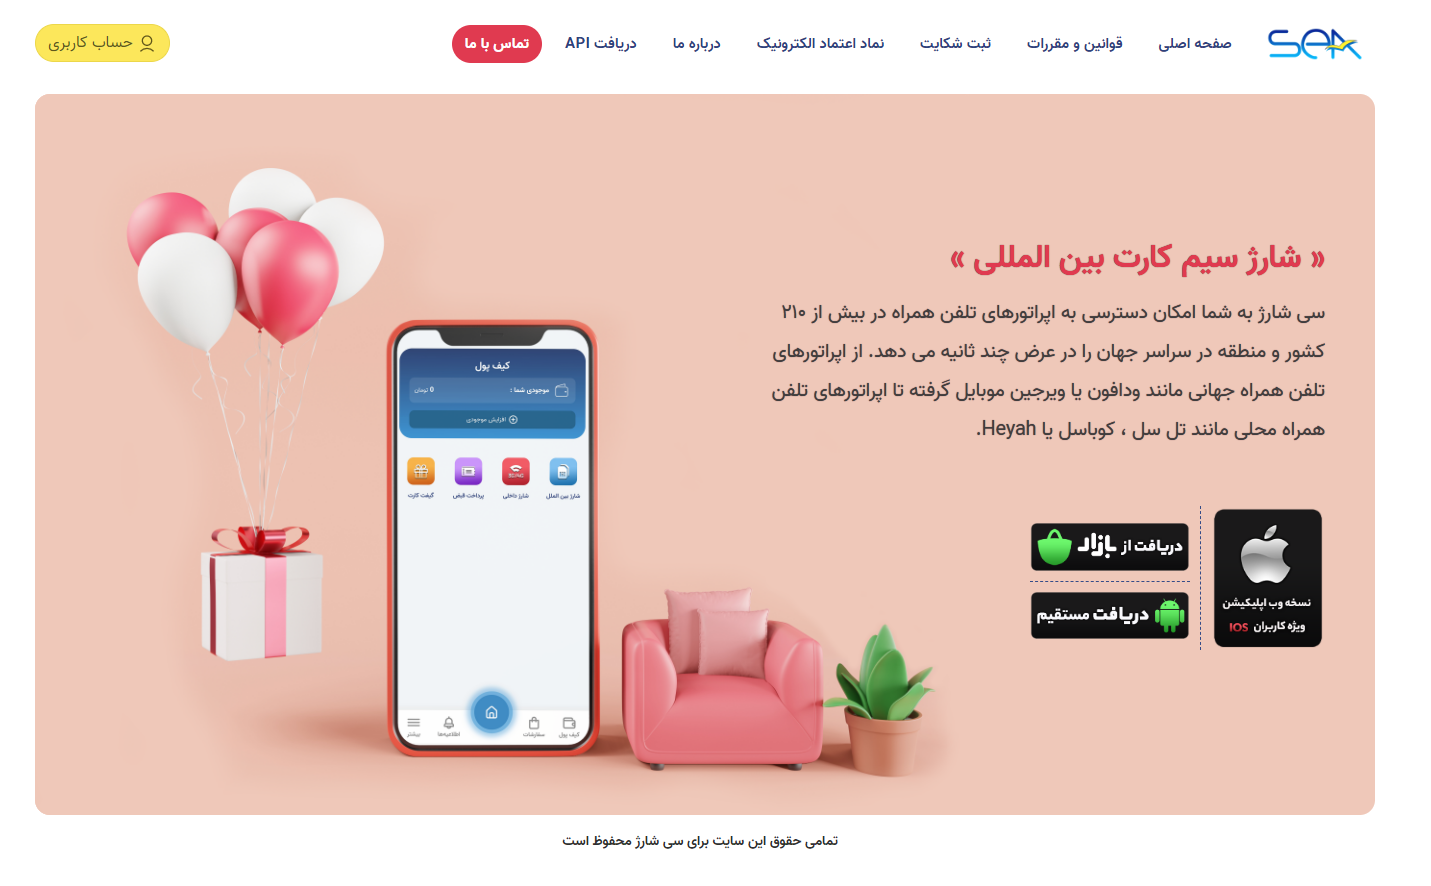 صفحه اصلی
قوانین و مقررات
ثبت شکایت
نماد اعتماد الکترونیک
درباره ما
دریافت API
تماس با ما
حساب کاربری
« شارژ سیم کارت بین المللی »
سی شارژ به شما امکان دسترسی به اپراتورهای تلفن همراه در بیش از ۲۱۰
کشور و منطقه در سراسر جهان را در عرض چند ثانیه می دهد. از اپراتورهای
تلفن همراه جهانی مانند ودافون یا ویرجین موبایل گرفته تا اپراتورهای تلفن
همراه محلی مانند تل سل ، کوباسل یا Heyah.
نسخه وب اپلیکیشن
ویژه کاربران IOS
دریافت از بازار
دریافت مستقیم
کیف پول
موجودی شما :
0 تومان
افزایش موجودی
شارژ بین الملل
شارژ داخلی
پرداخت قبض
گیفت کارت
کیف پول
سفارشات
اطلاعیه‌ها
بیشتر
تمامی حقوق این سایت برای سی شارژ محفوظ است